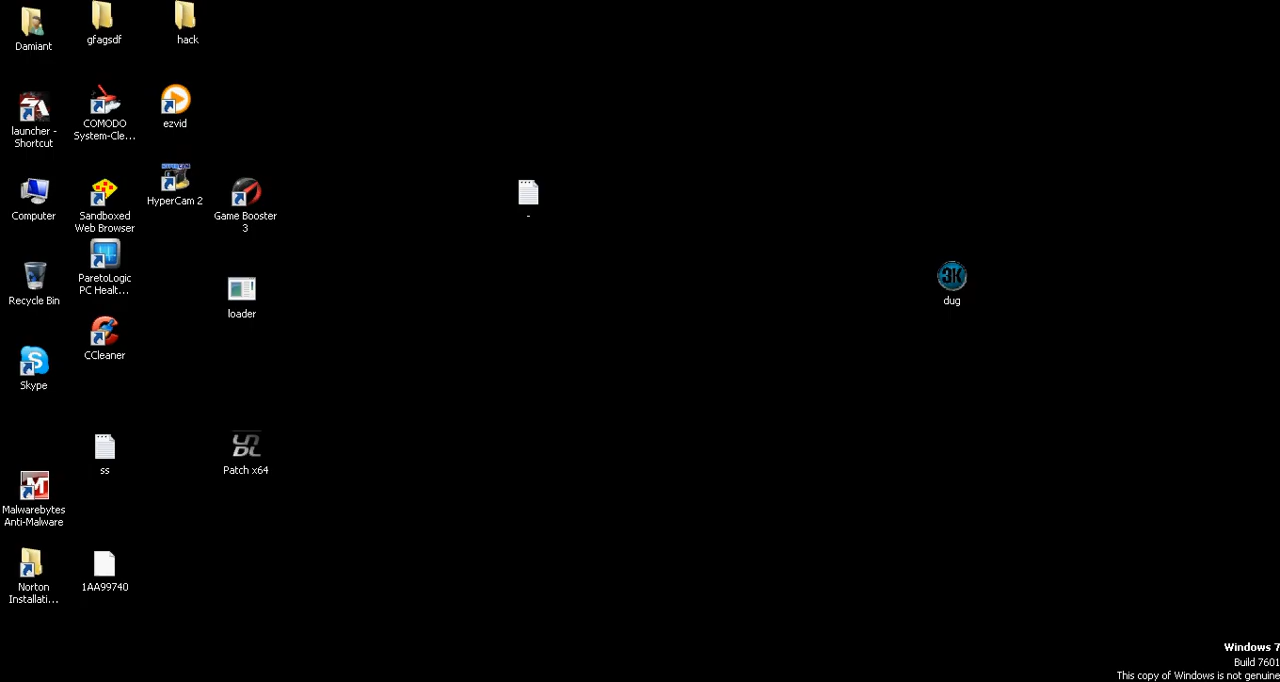 Damiant
gfagsdf
hack
launcher -
Shortcut
COMODO
System-Cle...
ezvid
Computer
Sandboxed
Web Browser
HyperCam 2
Game Booster
3
-
Recycle Bin
ParetoLogic
PC Healt...
loader
3K
dug
Skype
CCleaner
ss
Patch x64
Malwarebytes
Anti-Malware
Norton
Installati...
1AA99740
Windows 7
Build 7601
This copy of Windows is not genuine